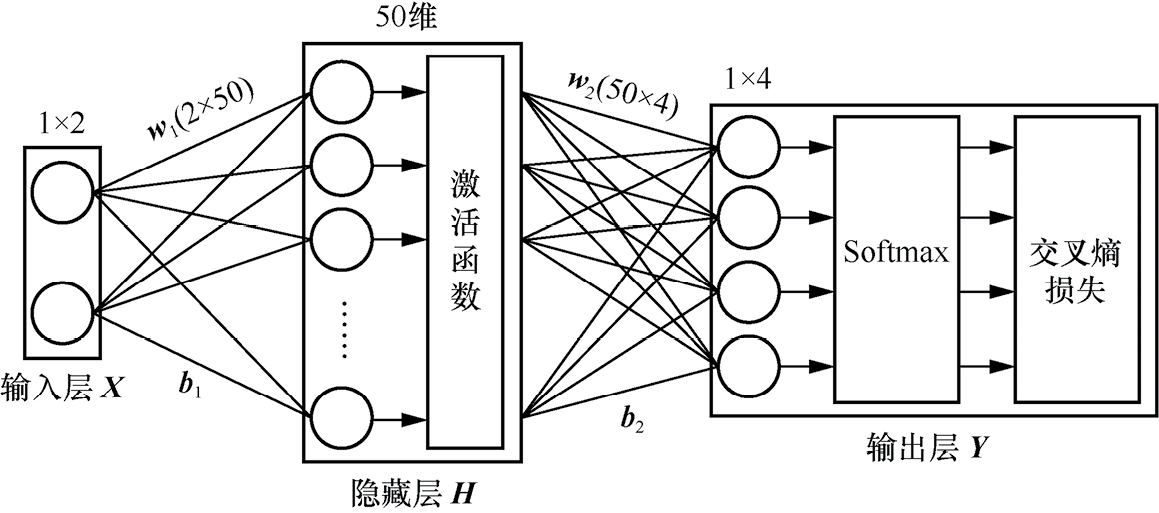 50维
w₁(2×50)
w₂(50×4)
1×4
1×2
激活函数
Softmax
交叉熵
损失
......
输入层 X
b₁
b₂
输出层 Y
隐藏层 H